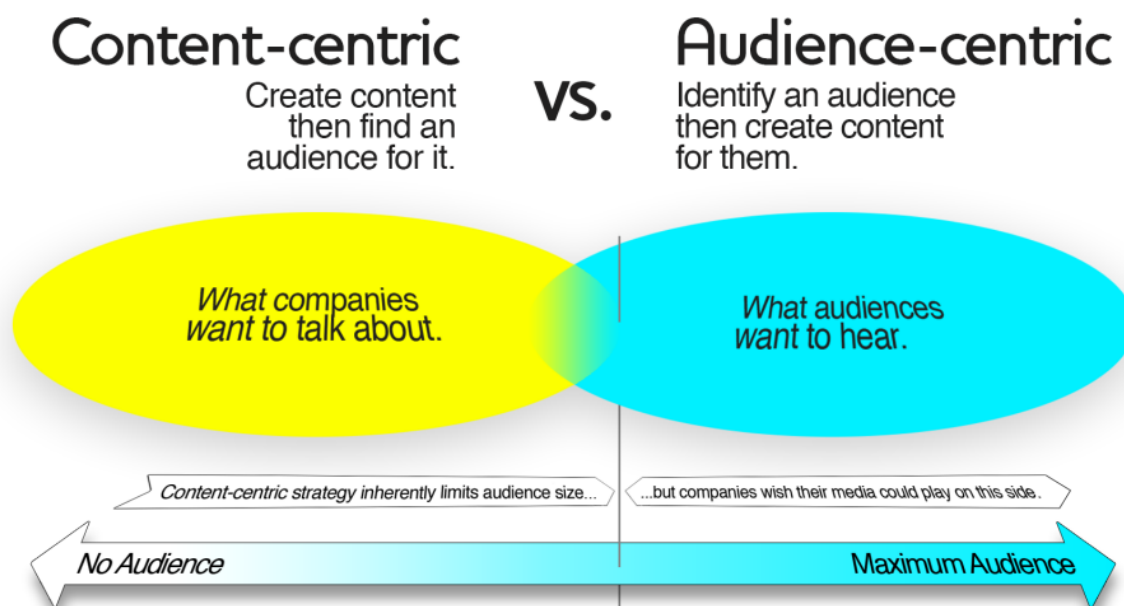 Content-centric
Create content
then find an
audience for it.
VS.
Audience-centric
Identify an audience
then create content
for them.
What companies
want to talk about.
What audiences
want to hear.
Content-centric strategy inherently limits audience size...
...but companies wish their media could play on this side.
No Audience
Maximum Audience